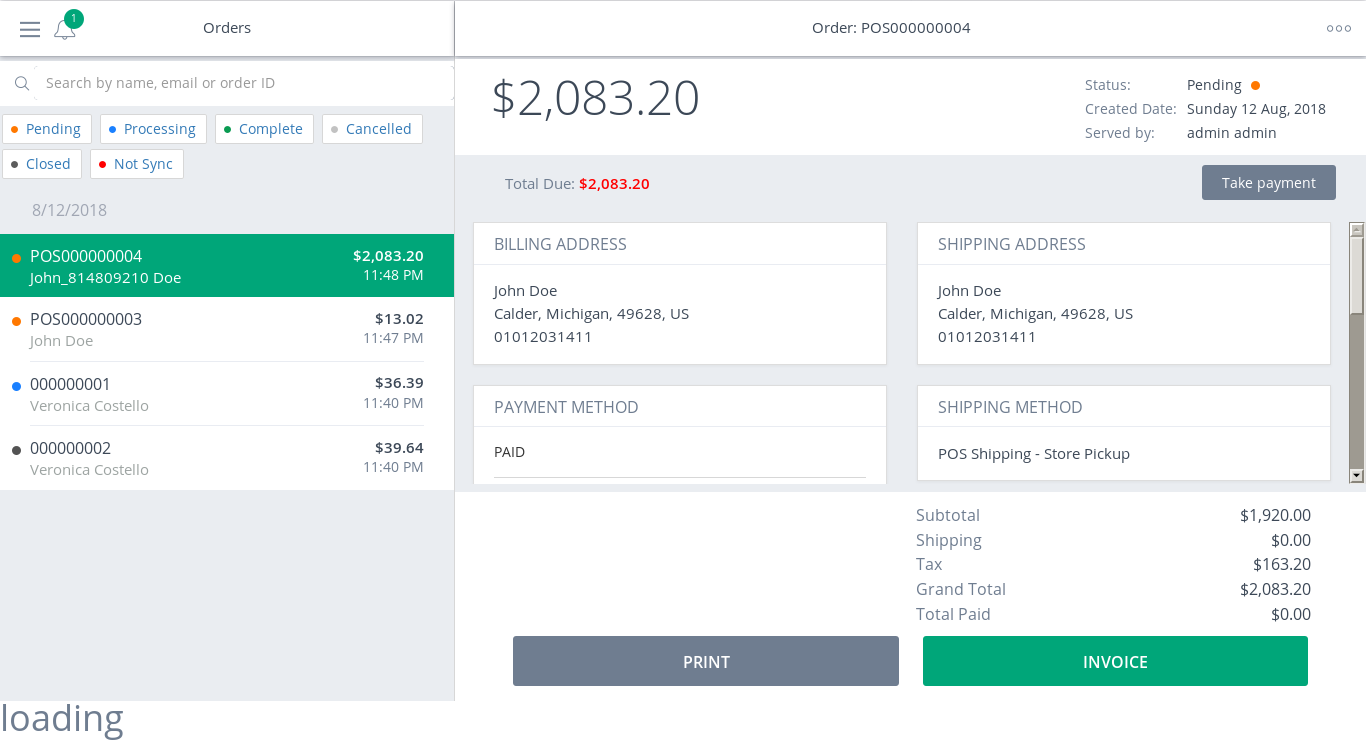 1
Orders
Order: POS000000004
Search by name, email or order ID
Pending
Processing
Complete
Cancelled
Closed
Not Sync
8/12/2018
POS000000004 $2,083.20
John_814809210 Doe 11:48 PM
POS000000003 $13.02
John Doe 11:47 PM
000000001 $36.39
Veronica Costello 11:40 PM
000000002 $39.64
Veronica Costello 11:40 PM
$2,083.20
Status: Pending
Created Date: Sunday 12 Aug, 2018
Served by: admin admin
Total Due: $2,083.20
Take payment
BILLING ADDRESS
John Doe
Calder, Michigan, 49628, US
01012031411
SHIPPING ADDRESS
John Doe
Calder, Michigan, 49628, US
01012031411
PAYMENT METHOD
PAID
SHIPPING METHOD
POS Shipping - Store Pickup
Subtotal $1,920.00
Shipping $0.00
Tax $163.20
Grand Total $2,083.20
Total Paid $0.00
PRINT
INVOICE
loading